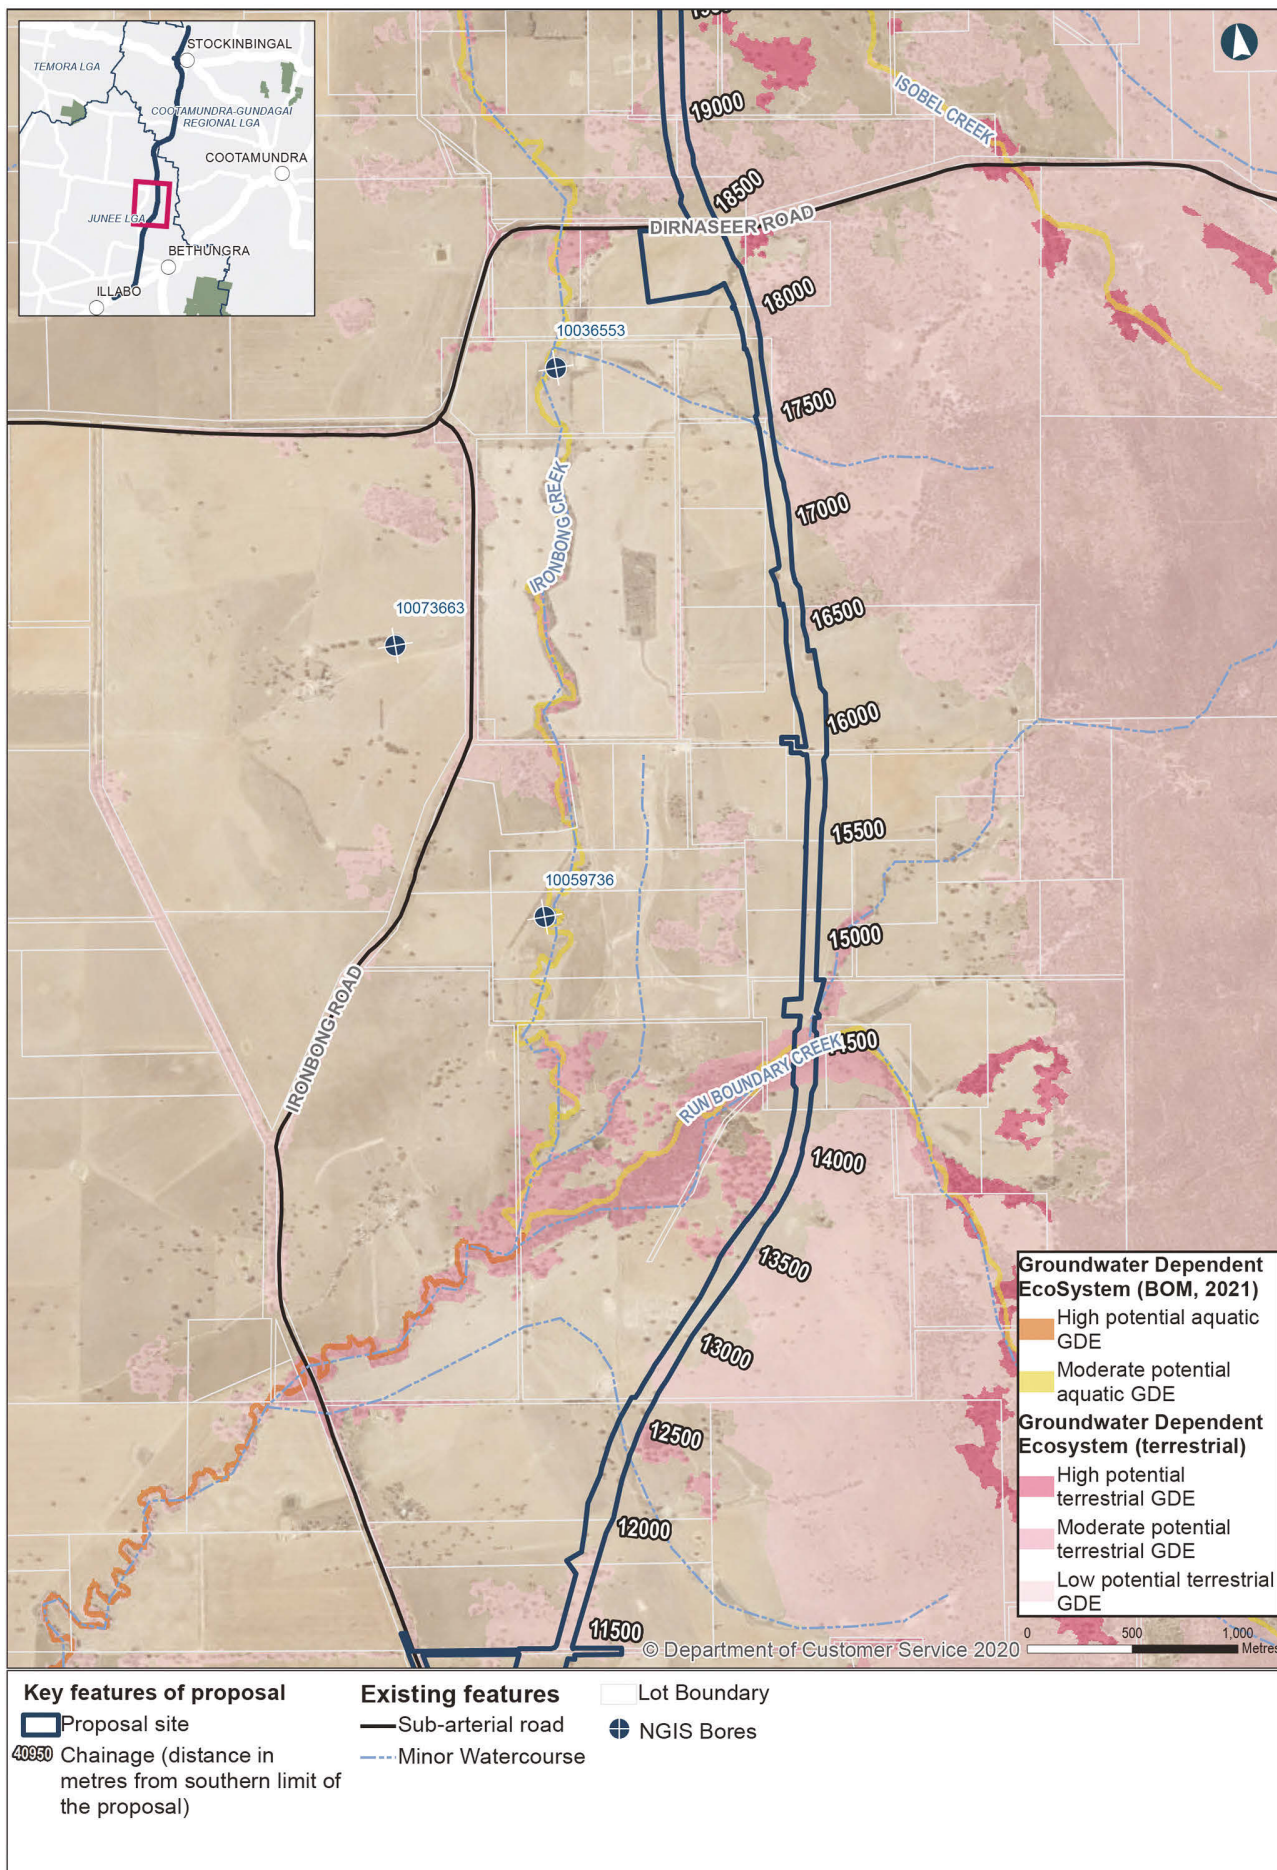 STOCKINBINGAL
TEMORA LGA
COOTAMUNDRA-GUNDAGAI
REGIONAL LGA
COOTAMUNDRA
JUNEE LGA
BETHUNGRA
ILLABO
ISOBEL CREEK
19000
18500
DIRNASEER ROAD
18000
10036553
17500
IRONBONG CREEK
17000
10073663
16500
16000
15500
10059736
15000
IRONBONG ROAD
RUN BOUNDARY CREEK
14500
14000
13500
13000
12500
12000
11500
Groundwater Dependent
EcoSystem (BOM, 2021)
High potential aquatic
GDE
Moderate potential
aquatic GDE
Groundwater Dependent
Ecosystem (terrestrial)
High potential
terrestrial GDE
Moderate potential
terrestrial GDE
Low potential terrestrial
GDE
0 500 1,000
Metres
© Department of Customer Service 2020
Key features of proposal
Proposal site
40950 Chainage (distance in
metres from southern limit of
the proposal)
Existing features
Sub-arterial road
Minor Watercourse
Lot Boundary
NGIS Bores